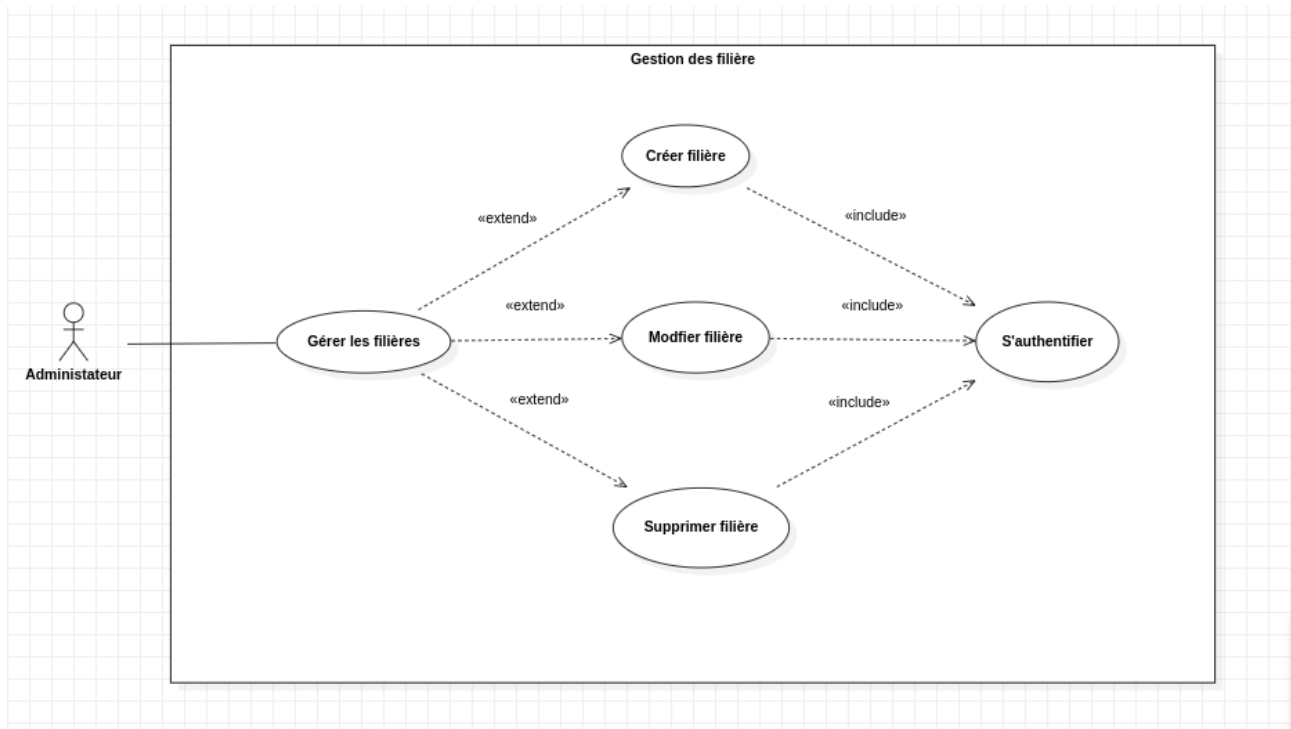 Gestion des filière
Créer filière
«extend»
«include»
«extend»
«include»
Gérer les filières
Modfier filière
S'authentifier
Administateur
«extend»
«include»
Supprimer filière